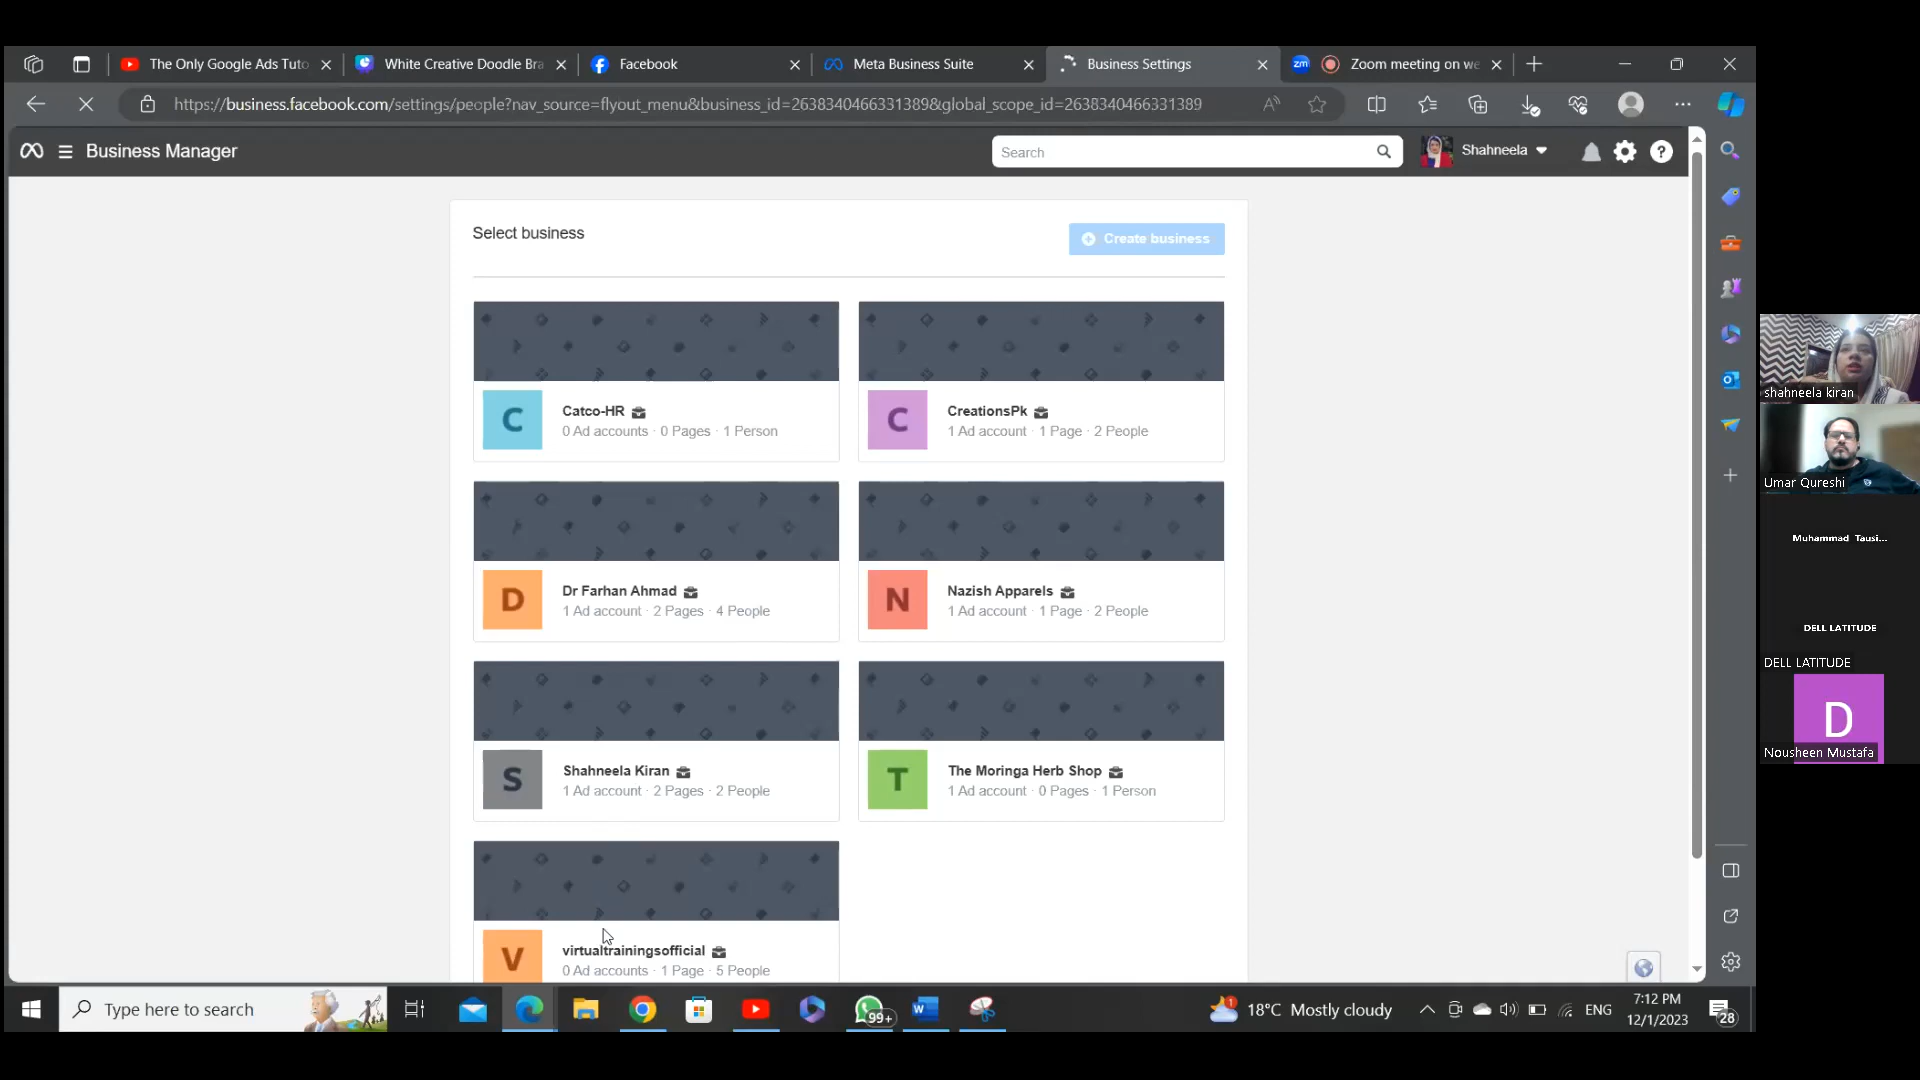 The Only Google Ads Tuto
White Creative Doodle Bra
Facebook
Meta Business Suite
Business Settings
zm
Zoom meeting on we
https://business.facebook.com/settings/people?nav_source=flyout_menu&business_id=2638340466331389&global_scope_id=2638340466331389
Business Manager
Search
Shahneela
Select business
Create business
C
Catco-HR
0 Ad accounts · 0 Pages · 1 Person
C
CreationsPk
1 Ad account · 1 Page · 2 People
D
Dr Farhan Ahmad
1 Ad account · 2 Pages · 4 People
N
Nazish Apparels
1 Ad account · 1 Page · 2 People
S
Shahneela Kiran
1 Ad account · 2 Pages · 2 People
T
The Moringa Herb Shop
1 Ad account · 0 Pages · 1 Person
V
virtualtrainingsofficial
0 Ad accounts · 1 Page · 5 People
shahneela kiran
Umar Qureshi
Muhammad Tausi...
DELL LATITUDE
DELL LATITUDE
D
Nousheen Mustafa
Type here to search
99+
18°C Mostly cloudy
ENG
7:12 PM
12/1/2023
28